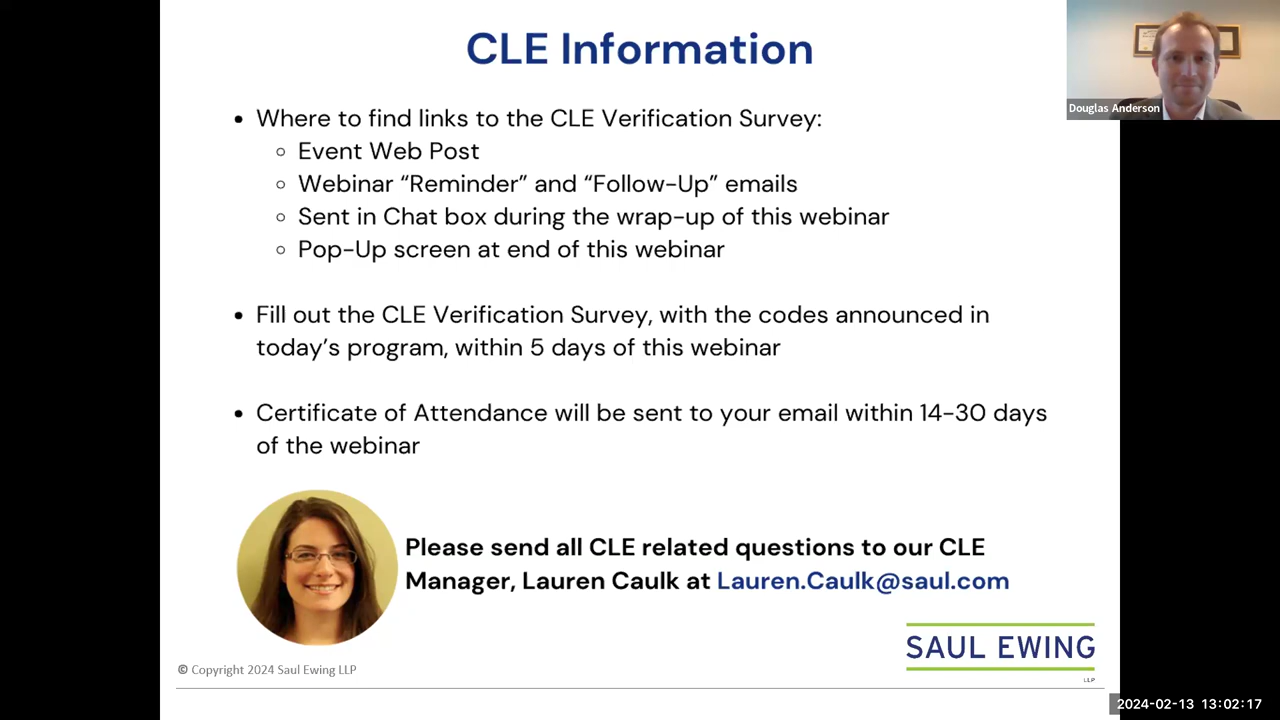 CLE Information
Douglas Anderson
• Where to find links to the CLE Verification Survey:
○ Event Web Post
○ Webinar “Reminder” and “Follow-Up” emails
○ Sent in Chat box during the wrap-up of this webinar
○ Pop-Up screen at end of this webinar
• Fill out the CLE Verification Survey, with the codes announced in
today’s program, within 5 days of this webinar
• Certificate of Attendance will be sent to your email within 14-30 days
of the webinar
Please send all CLE related questions to our CLE
Manager, Lauren Caulk at Lauren.Caulk@saul.com
SAUL EWING
LLP
© Copyright 2024 Saul Ewing LLP
2024-02-13 13:02:17